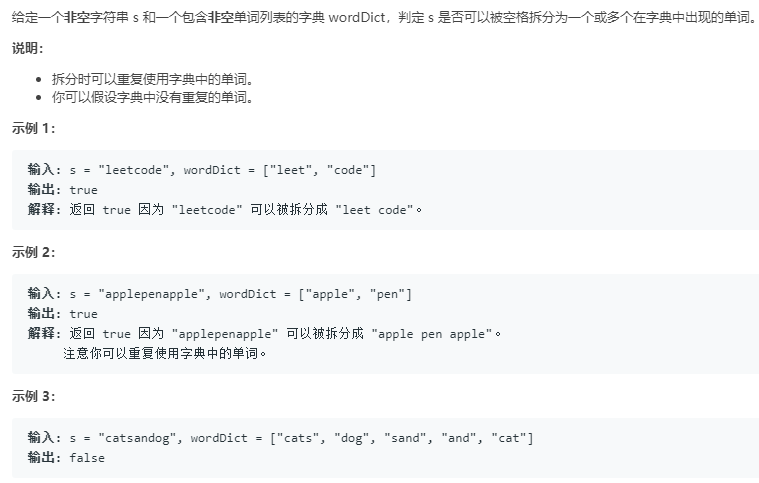 给定一个非空字符串 s 和一个包含非空单词列表的字典 wordDict，判定 s 是否可以被空格拆分为一个或多个在字典中出现的单词。
说明：
• 拆分时可以重复使用字典中的单词。
• 你可以假设字典中没有重复的单词。
示例 1：
输入: s = "leetcode", wordDict = ["leet", "code"]
输出: true
解释: 返回 true 因为 "leetcode" 可以被拆分成 "leet code"。
示例 2：
输入: s = "applepenapple", wordDict = ["apple", "pen"]
输出: true
解释: 返回 true 因为 "applepenapple" 可以被拆分成 "apple pen apple"。
注意你可以重复使用字典中的单词。
示例 3：
输入: s = "catsandog", wordDict = ["cats", "dog", "sand", "and", "cat"]
输出: false